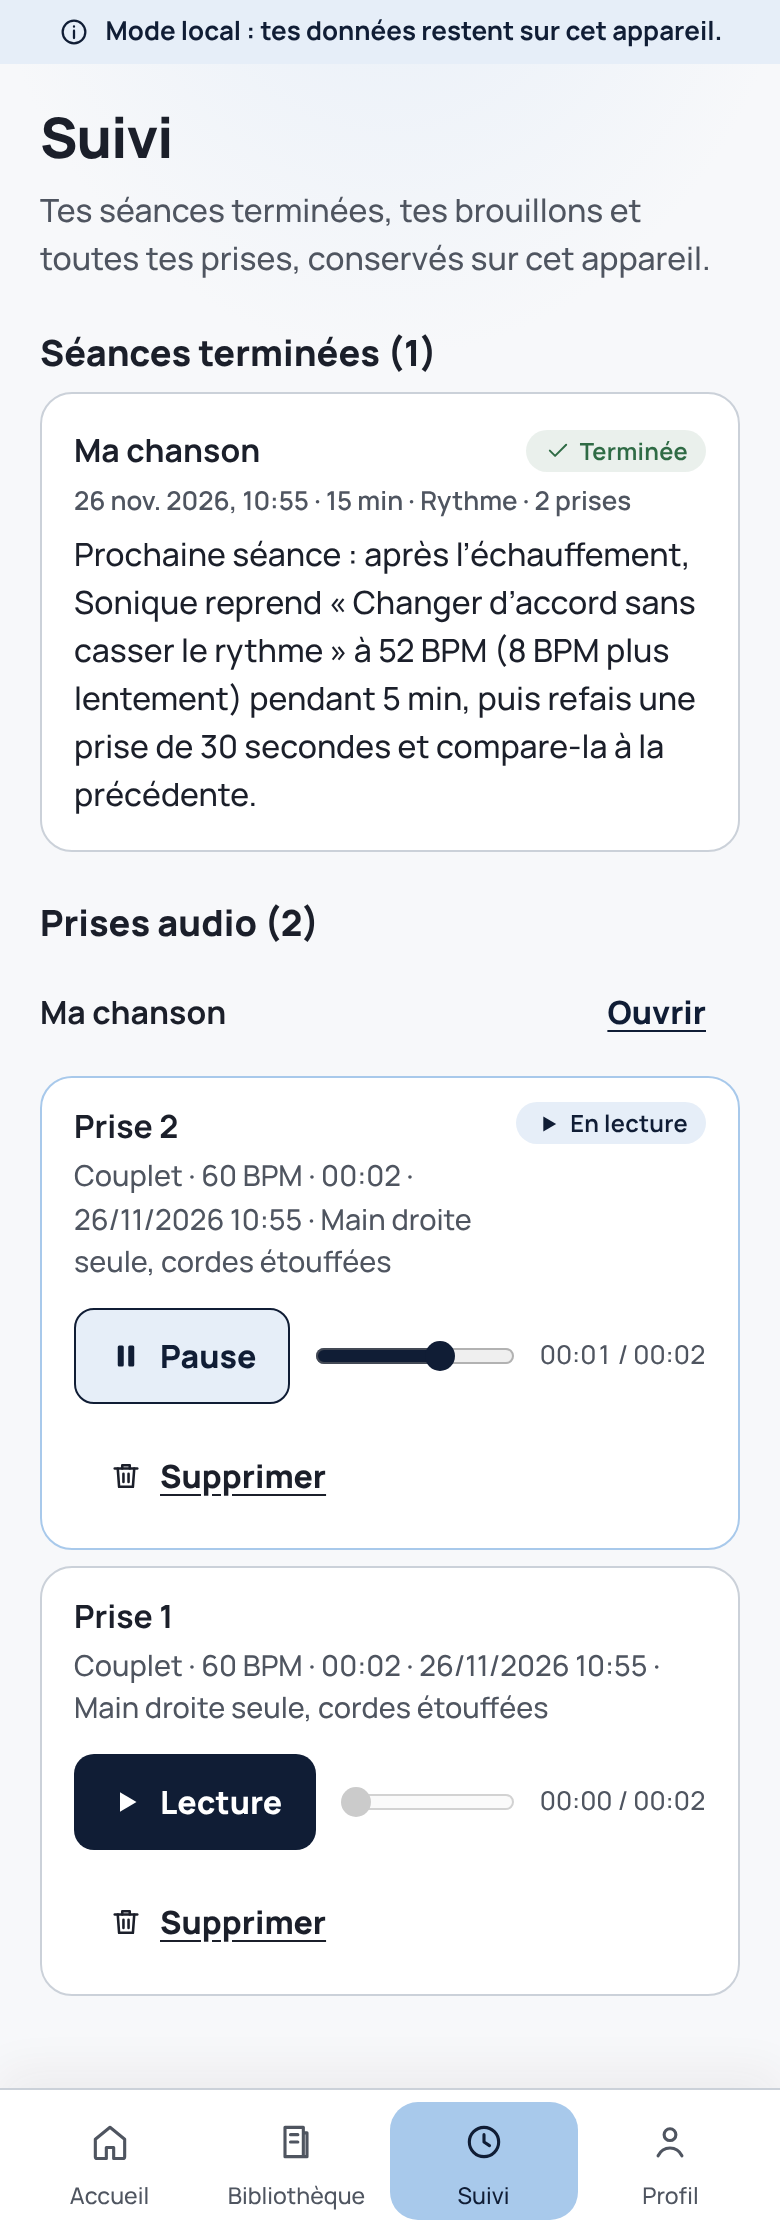 Mode local : tes données restent sur cet appareil.
Suivi
Tes séances terminées, tes brouillons et
toutes tes prises, conservés sur cet appareil.
Séances terminées (1)
Ma chanson
Terminée
26 nov. 2026, 10:55 · 15 min · Rythme · 2 prises
Prochaine séance : après l’échauffement,
Sonique reprend « Changer d’accord sans
casser le rythme » à 52 BPM (8 BPM plus
lentement) pendant 5 min, puis refais une
prise de 30 secondes et compare-la à la
précédente.
Prises audio (2)
Ma chanson
Ouvrir
Prise 2
En lecture
Couplet · 60 BPM · 00:02 ·
26/11/2026 10:55 · Main droite
seule, cordes étouffées
Pause
00:01 / 00:02
Supprimer
Prise 1
Couplet · 60 BPM · 00:02 · 26/11/2026 10:55 ·
Main droite seule, cordes étouffées
Lecture
00:00 / 00:02
Supprimer
Accueil
Bibliothèque
Suivi
Profil